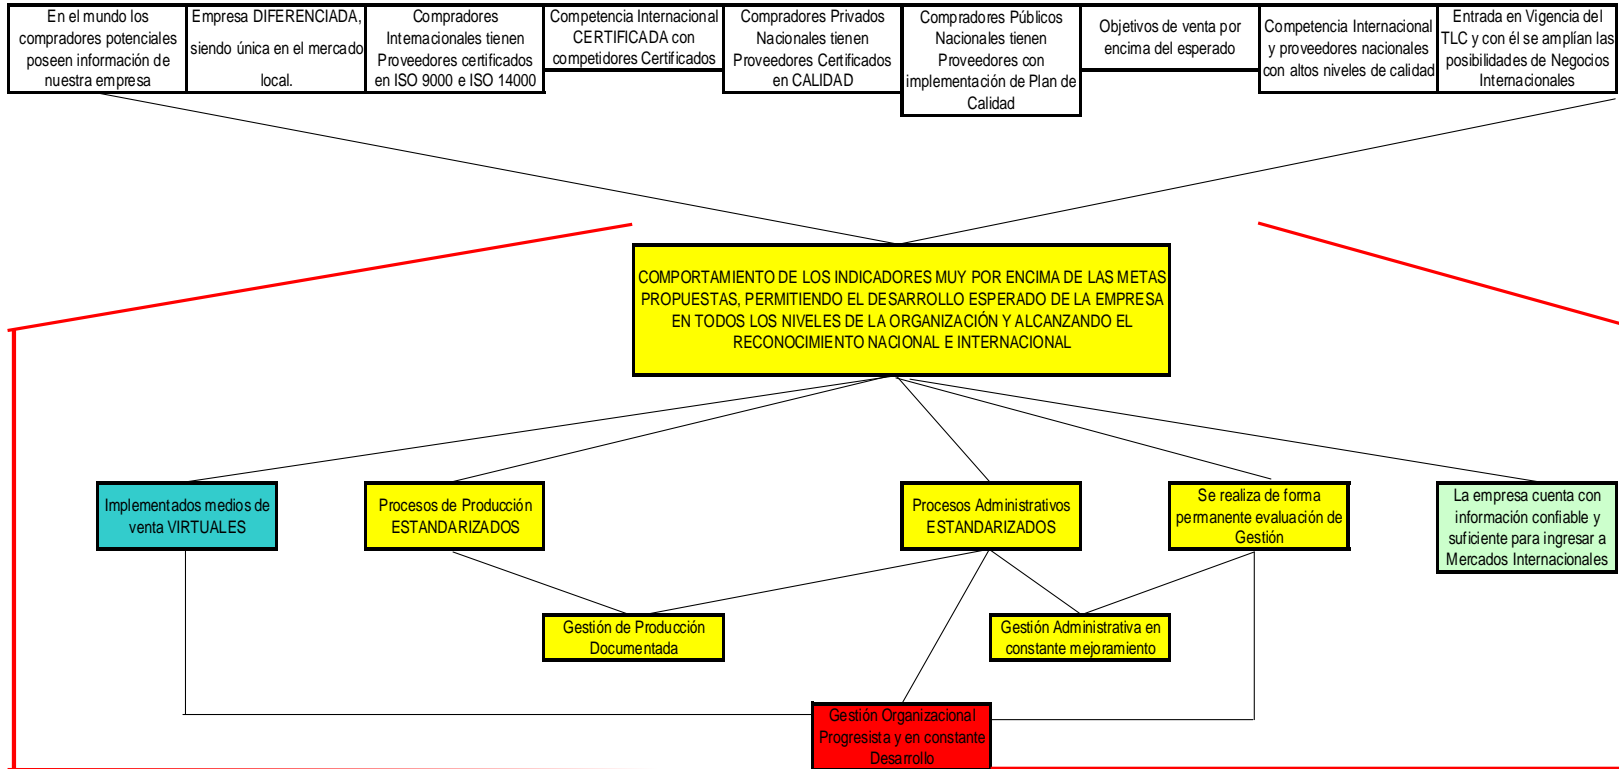 En el mundo los
compradores potenciales
poseen información de
nuestra empresa
Empresa DIFERENCIADA,
siendo única en el mercado
local.
Compradores
Internacionales tienen
Proveedores certificados
en ISO 9000 e ISO 14000
Competencia Internacional
CERTIFICADA con
competidores Certificados
Compradores Privados
Nacionales tienen
Proveedores Certificados
en CALIDAD
Compradores Públicos
Nacionales tienen
Proveedores con
implementación de Plan de
Calidad
Objetivos de venta por
encima del esperado
Competencia Internacional
y proveedores nacionales
con altos niveles de calidad
Entrada en Vigencia del
TLC y con él se amplían las
posibilidades de Negocios
Internacionales
COMPORTAMIENTO DE LOS INDICADORES MUY POR ENCIMA DE LAS METAS
PROPUESTAS, PERMITIENDO EL DESARROLLO ESPERADO DE LA EMPRESA
EN TODOS LOS NIVELES DE LA ORGANIZACIÓN Y ALCANZANDO EL
RECONOCIMIENTO NACIONAL E INTERNACIONAL
Implementados medios de
venta VIRTUALES
Procesos de Producción
ESTANDARIZADOS
Procesos Administrativos
ESTANDARIZADOS
Se realiza de forma
permanente evaluación de
Gestión
La empresa cuenta con
información confiable y
suficiente para ingresar a
Mercados Internacionales
Gestión de Producción
Documentada
Gestión Administrativa en
constante mejoramiento
Gestión Organizacional
Progresista y en constante
Desarrollo